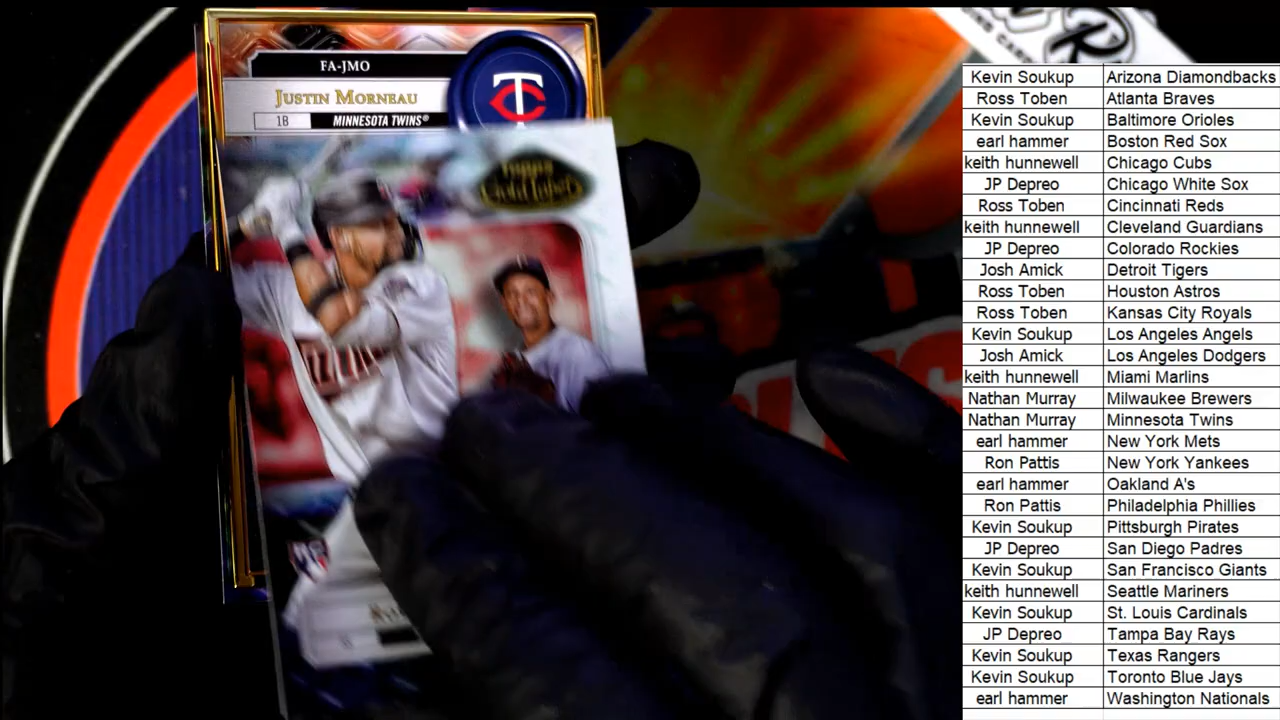 FA-JMO
JUSTIN MORNEAU
1B MINNESOTA TWINS®
TC
Topps
Gold Label
R
Kevin Soukup Arizona Diamondbacks
Ross Toben Atlanta Braves
Kevin Soukup Baltimore Orioles
earl hammer Boston Red Sox
keith hunnewell Chicago Cubs
JP Depreo Chicago White Sox
Ross Toben Cincinnati Reds
keith hunnewell Cleveland Guardians
JP Depreo Colorado Rockies
Josh Amick Detroit Tigers
Ross Toben Houston Astros
Ross Toben Kansas City Royals
Kevin Soukup Los Angeles Angels
Josh Amick Los Angeles Dodgers
keith hunnewell Miami Marlins
Nathan Murray Milwaukee Brewers
Nathan Murray Minnesota Twins
earl hammer New York Mets
Ron Pattis New York Yankees
earl hammer Oakland A's
Ron Pattis Philadelphia Phillies
Kevin Soukup Pittsburgh Pirates
JP Depreo San Diego Padres
Kevin Soukup San Francisco Giants
keith hunnewell Seattle Mariners
Kevin Soukup St. Louis Cardinals
JP Depreo Tampa Bay Rays
Kevin Soukup Texas Rangers
Kevin Soukup Toronto Blue Jays
earl hammer Washington Nationals